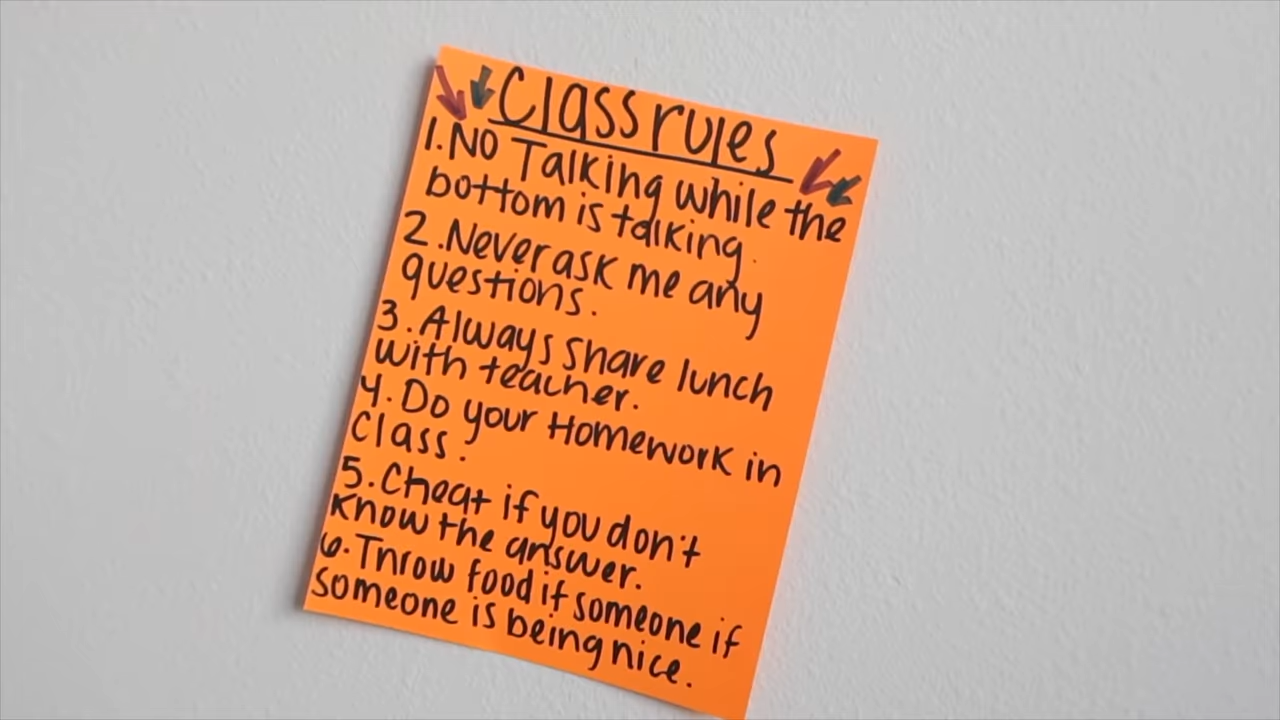 Class rules
1. No Talking while the
bottom is talking.
2. Never ask me any
questions.
3. Always share lunch
with teacher.
4. Do your Homework in
Class.
5. Cheat if you don't
know the answer.
6. Throw food if someone if
someone is being nice.